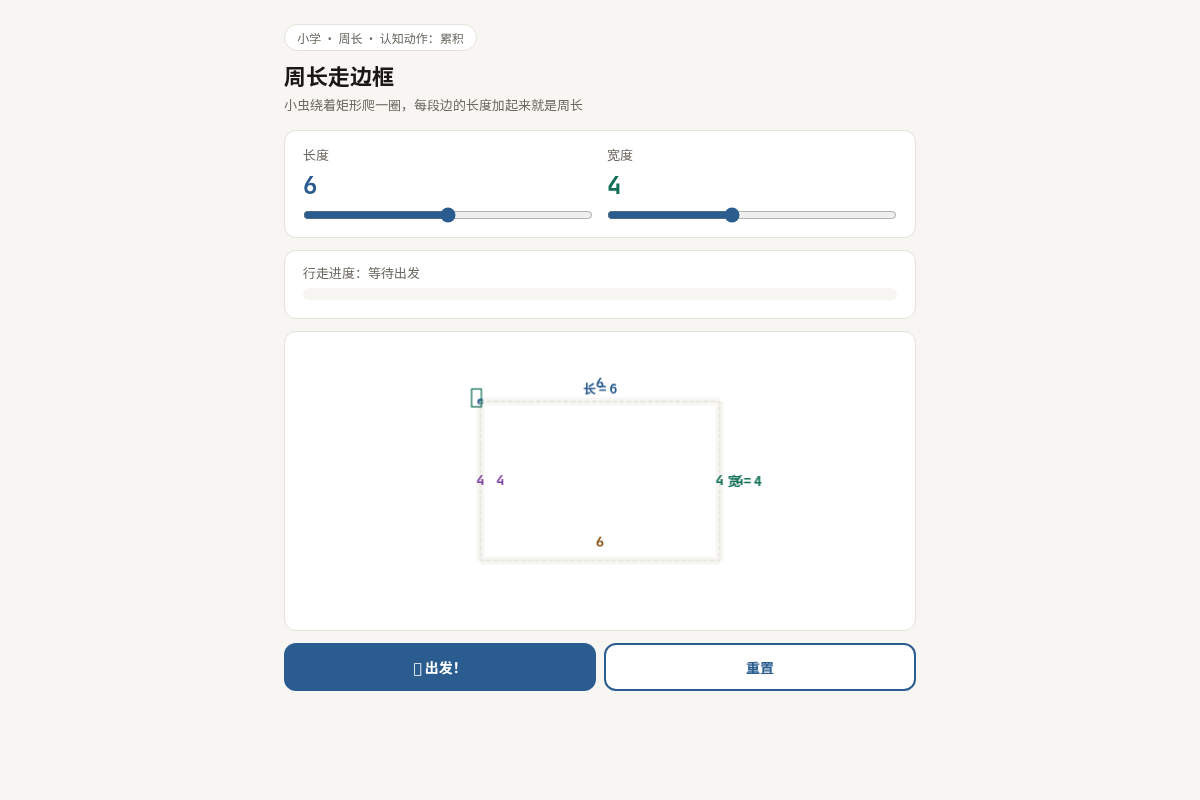 小学 · 周长 · 认知动作：累积
周长走边框
小虫绕着矩形爬一圈，每段边的长度加起来就是周长
长度
宽度
6
4
行走进度：等待出发
6
长 = 6
4
4
4
宽 = 4
6
出发！
重置